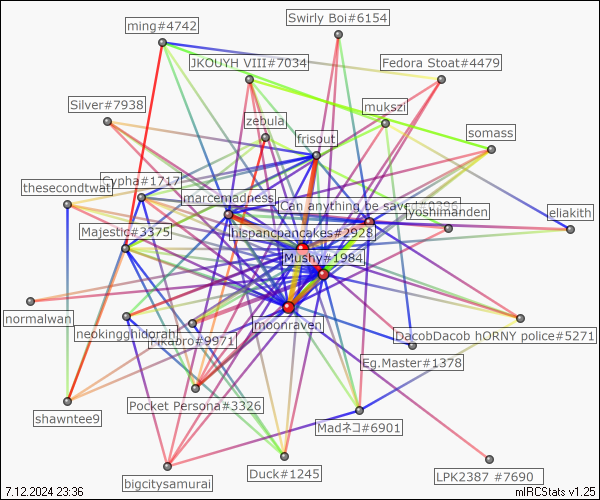 Swirly Boi#6154
ming#4742
JKOUYH VIII#7034
Fedora Stoat#4479
Silver#7938
mukszi
zebula
somass
frisout
Cypha#1717
thesecondtwat
marcemadness
Can anything be saved#0396
yoshimanden
eliakith
Majestic#3375
hispanopancakes#2928
Mushy#1984
normalwan
moonraven
neokingghidorah
#9971
DacobDacob hORNY police#5271
Eg.Master#1378
Pocket Persona#3326
shawntee9
Madネコ#6901
bigcitysamurai
Duck#1245
LPK2387 #7690
7.12.2024 23:36
mIRCStats v1.25